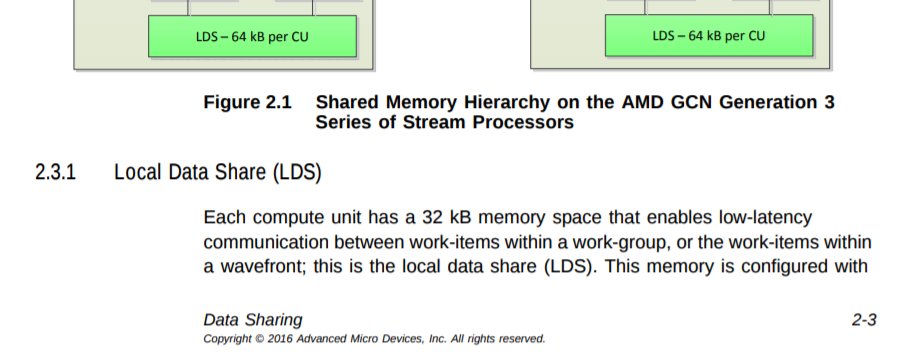 LDS – 64 kB per CU
LDS – 64 kB per CU
Figure 2.1 Shared Memory Hierarchy on the AMD GCN Generation 3
Series of Stream Processors
2.3.1 Local Data Share (LDS)
Each compute unit has a 32 kB memory space that enables low-latency
communication between work-items within a work-group, or the work-items within
a wavefront; this is the local data share (LDS). This memory is configured with
Data Sharing 2-3
Copyright © 2016 Advanced Micro Devices, Inc. All rights reserved.